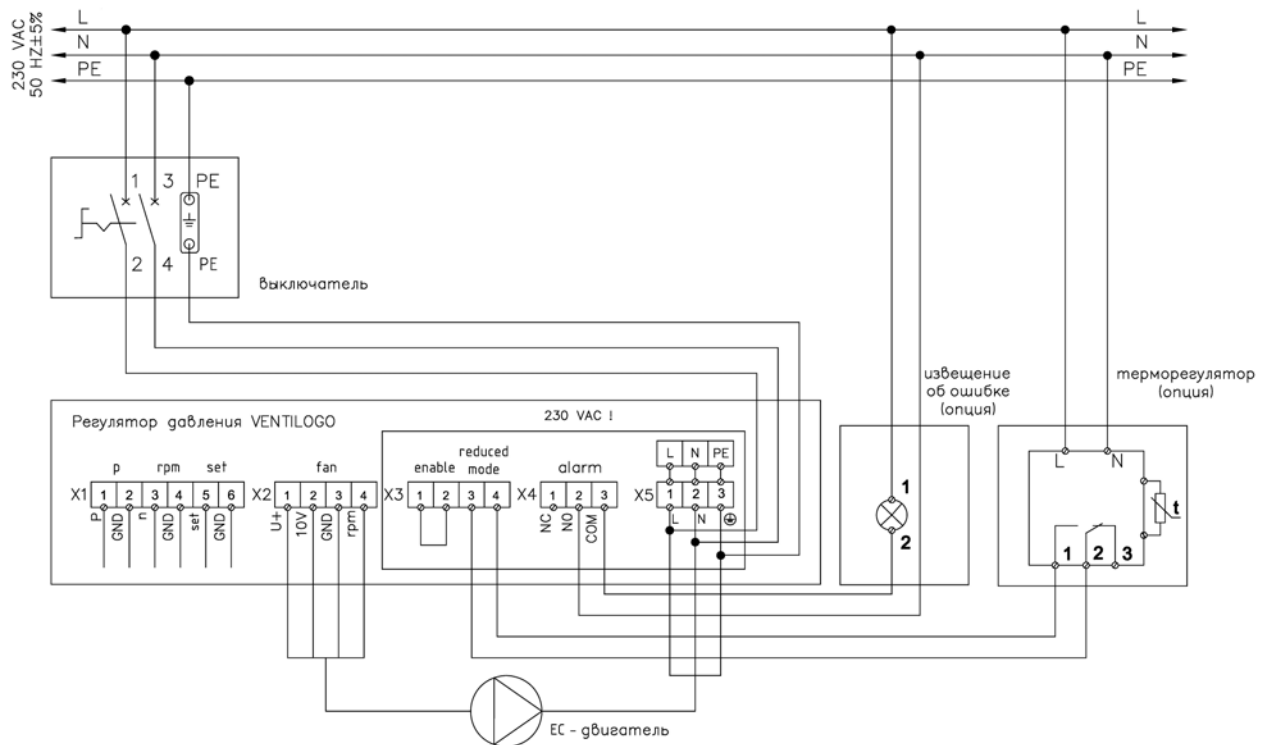 230 VAC
50 HZ±5%
L
N
PE
L
N
PE
1 3 PE
2 4 PE
выключатель
извещение
об ошибке
(опция)
терморегулятор
(опция)
Регулятор давления VENTILOGO
230 VAC !
p rpm set
fan
enable
reduced
mode
alarm
L N PE
X1 1 2 3 4 5 6
X2 1 2 3 4
X3 1 2 3 4
X4 1 2 3
X5 1 2 3
P GND n GND set GND
U+ 10V GND rpm
NC NO COM
L N
1
2
L N
t
1 2 3
EC - двигатель